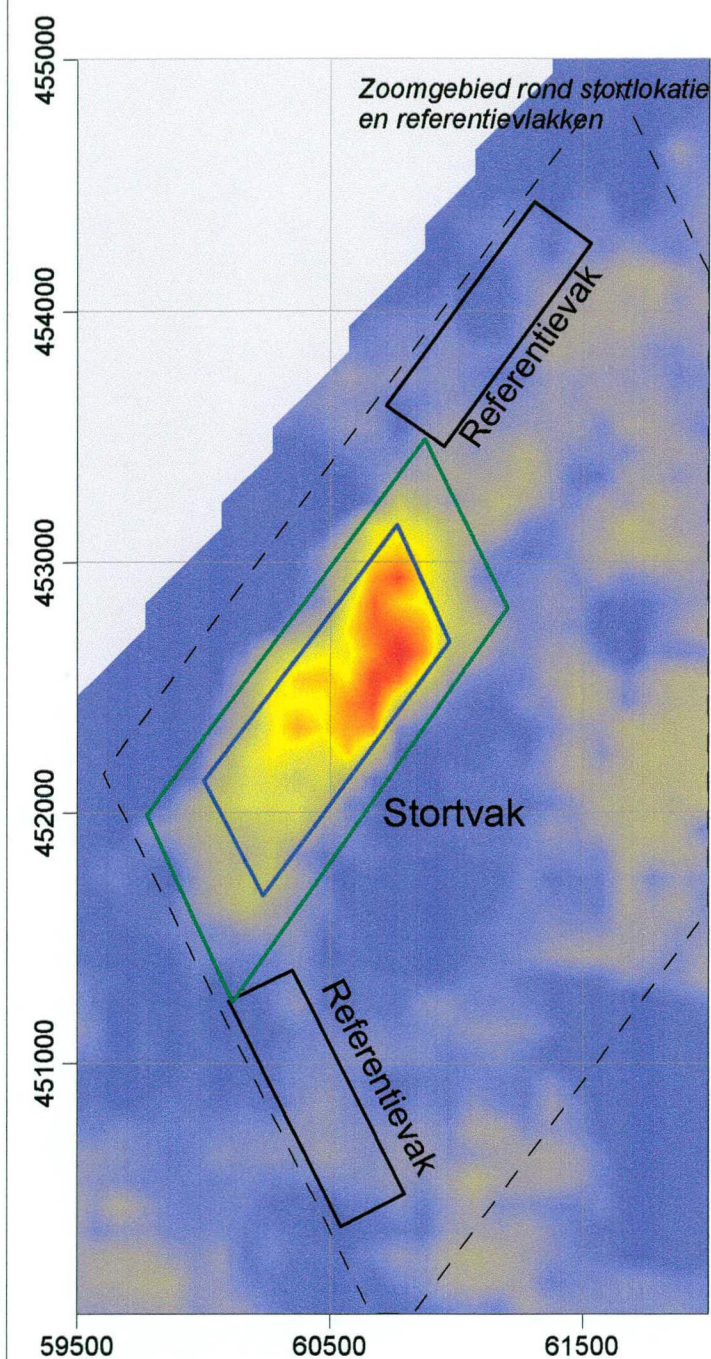 Zoomgebied rond stortlokatie
en referentievlakken
455000
454000
Referentievak
453000
452000
Stortvak
Referentievak
451000
59500
60500
61500